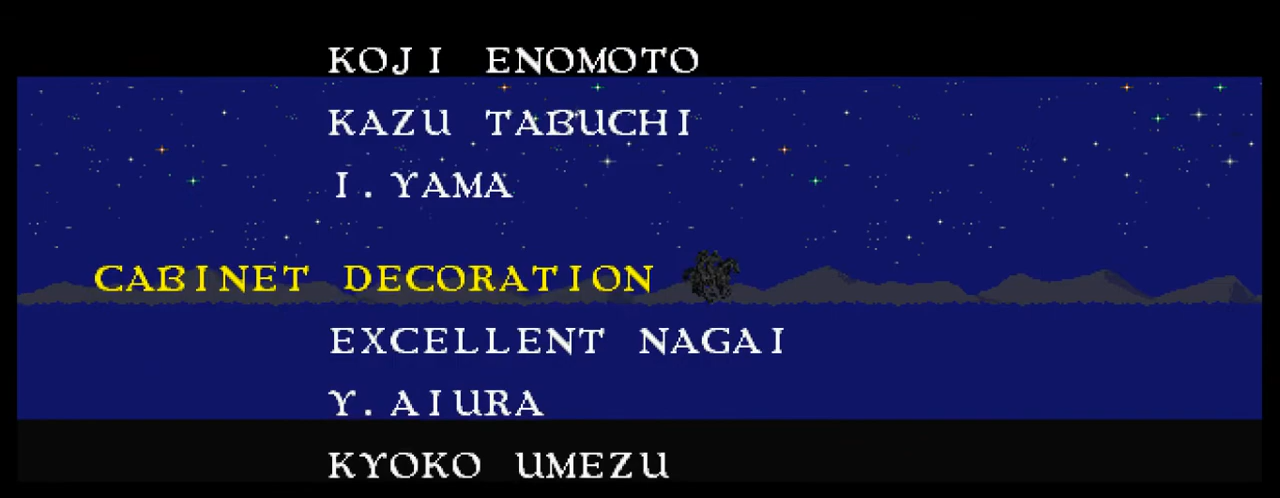 KOJI ENOMOTO
KAZU TABUCHI
I. YAMA
CABINET DECORATION
EXCELLENT NAGAI
Y. AIURA
KYOKO UMEZU